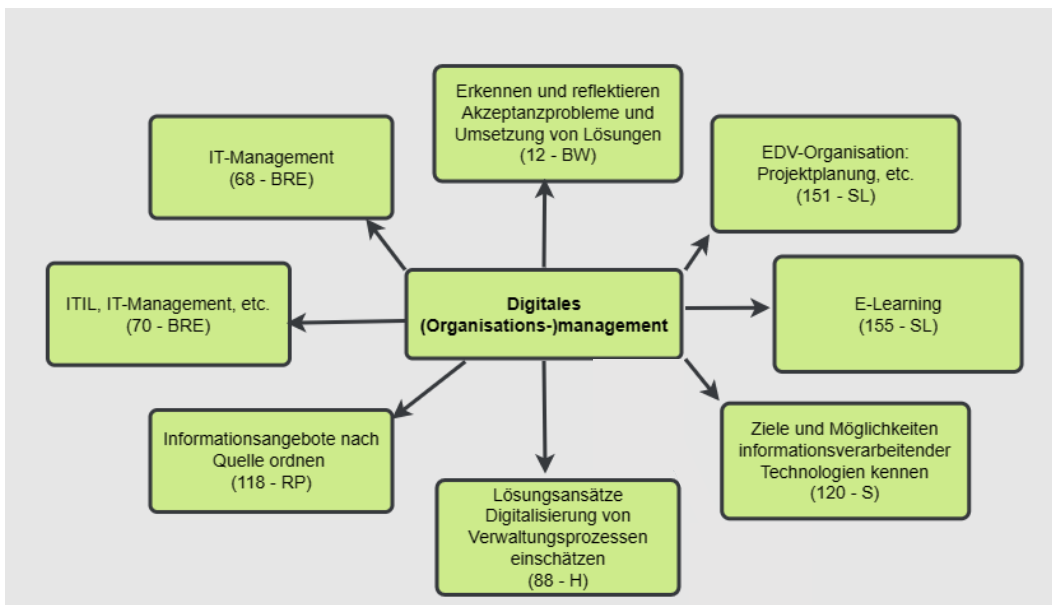 Erkennen und reflektieren
Akzeptanzprobleme und
Umsetzung von Lösungen
(12 - BW)
IT-Management
(68 - BRE)
EDV-Organisation:
Projektplanung, etc.
(151 - SL)
ITIL, IT-Management, etc.
(70 - BRE)
Digitales
(Organisations-)management
E-Learning
(155 - SL)
Informationsangebote nach
Quelle ordnen
(118 - RP)
Ziele und Möglichkeiten
informationsverarbeitender
Technologien kennen
(120 - S)
Lösungsansätze
Digitalisierung von
Verwaltungsprozessen
einschätzen
(88 - H)